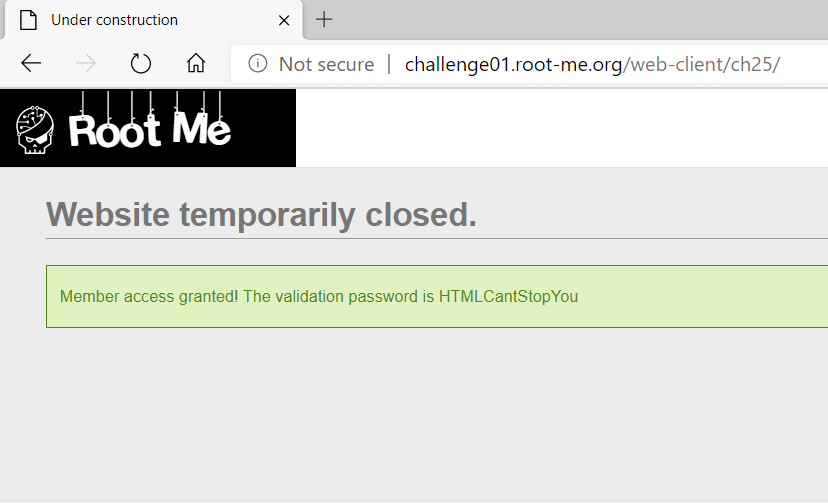 Under construction
Not secure | challenge01.root-me.org/web-client/ch25/
Root Me
Website temporarily closed.
Member access granted! The validation password is HTMLCantStopYou